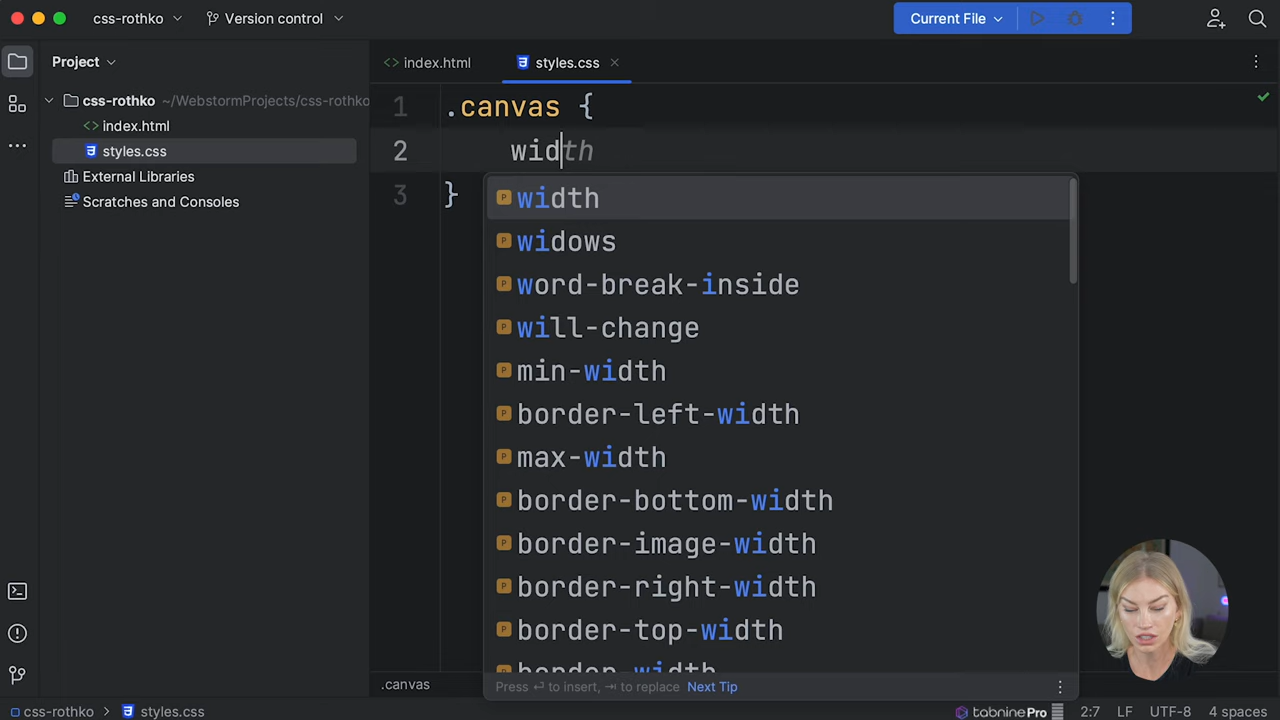 css-rothko
Version control
Current File
Project
index.html
styles.css
css-rothko ~/WebstormProjects/css-rothko
index.html
styles.css
External Libraries
Scratches and Consoles
1 .canvas {
2 width
3 }
width
widows
word-break-inside
will-change
min-width
border-left-width
max-width
border-bottom-width
border-image-width
border-right-width
border-top-width
border-width
Press ↵ to insert, ⇥ to replace Next Tip
.canvas
css-rothko > styles.css
tabnine Pro
2:7 LF UTF-8 4 spaces